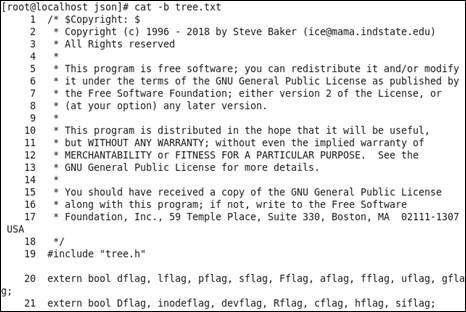 [root@localhost json]# cat -b tree.txt
     1  /* $Copyright: $
     2   * Copyright (c) 1996 - 2018 by Steve Baker (ice@mama.indstate.edu)
     3   * All Rights reserved
     4   *
     5   * This program is free software; you can redistribute it and/or modify
     6   * it under the terms of the GNU General Public License as published by
     7   * the Free Software Foundation; either version 2 of the License, or
     8   * (at your option) any later version.
     9   *
    10   * This program is distributed in the hope that it will be useful,
    11   * but WITHOUT ANY WARRANTY; without even the implied warranty of
    12   * MERCHANTABILITY or FITNESS FOR A PARTICULAR PURPOSE.  See the
    13   * GNU General Public License for more details.
    14   *
    15   * You should have received a copy of the GNU General Public License
    16   * along with this program; if not, write to the Free Software
    17   * Foundation, Inc., 59 Temple Place, Suite 330, Boston, MA  02111-1307
 USA
    18   */
    19  #include "tree.h"

    20  extern bool dflag, lflag, pflag, sflag, Fflag, aflag, fflag, uflag, gfla
g;
    21  extern bool Dflag, inodeflag, devflag, Rflag, cflag, hflag, siflag;